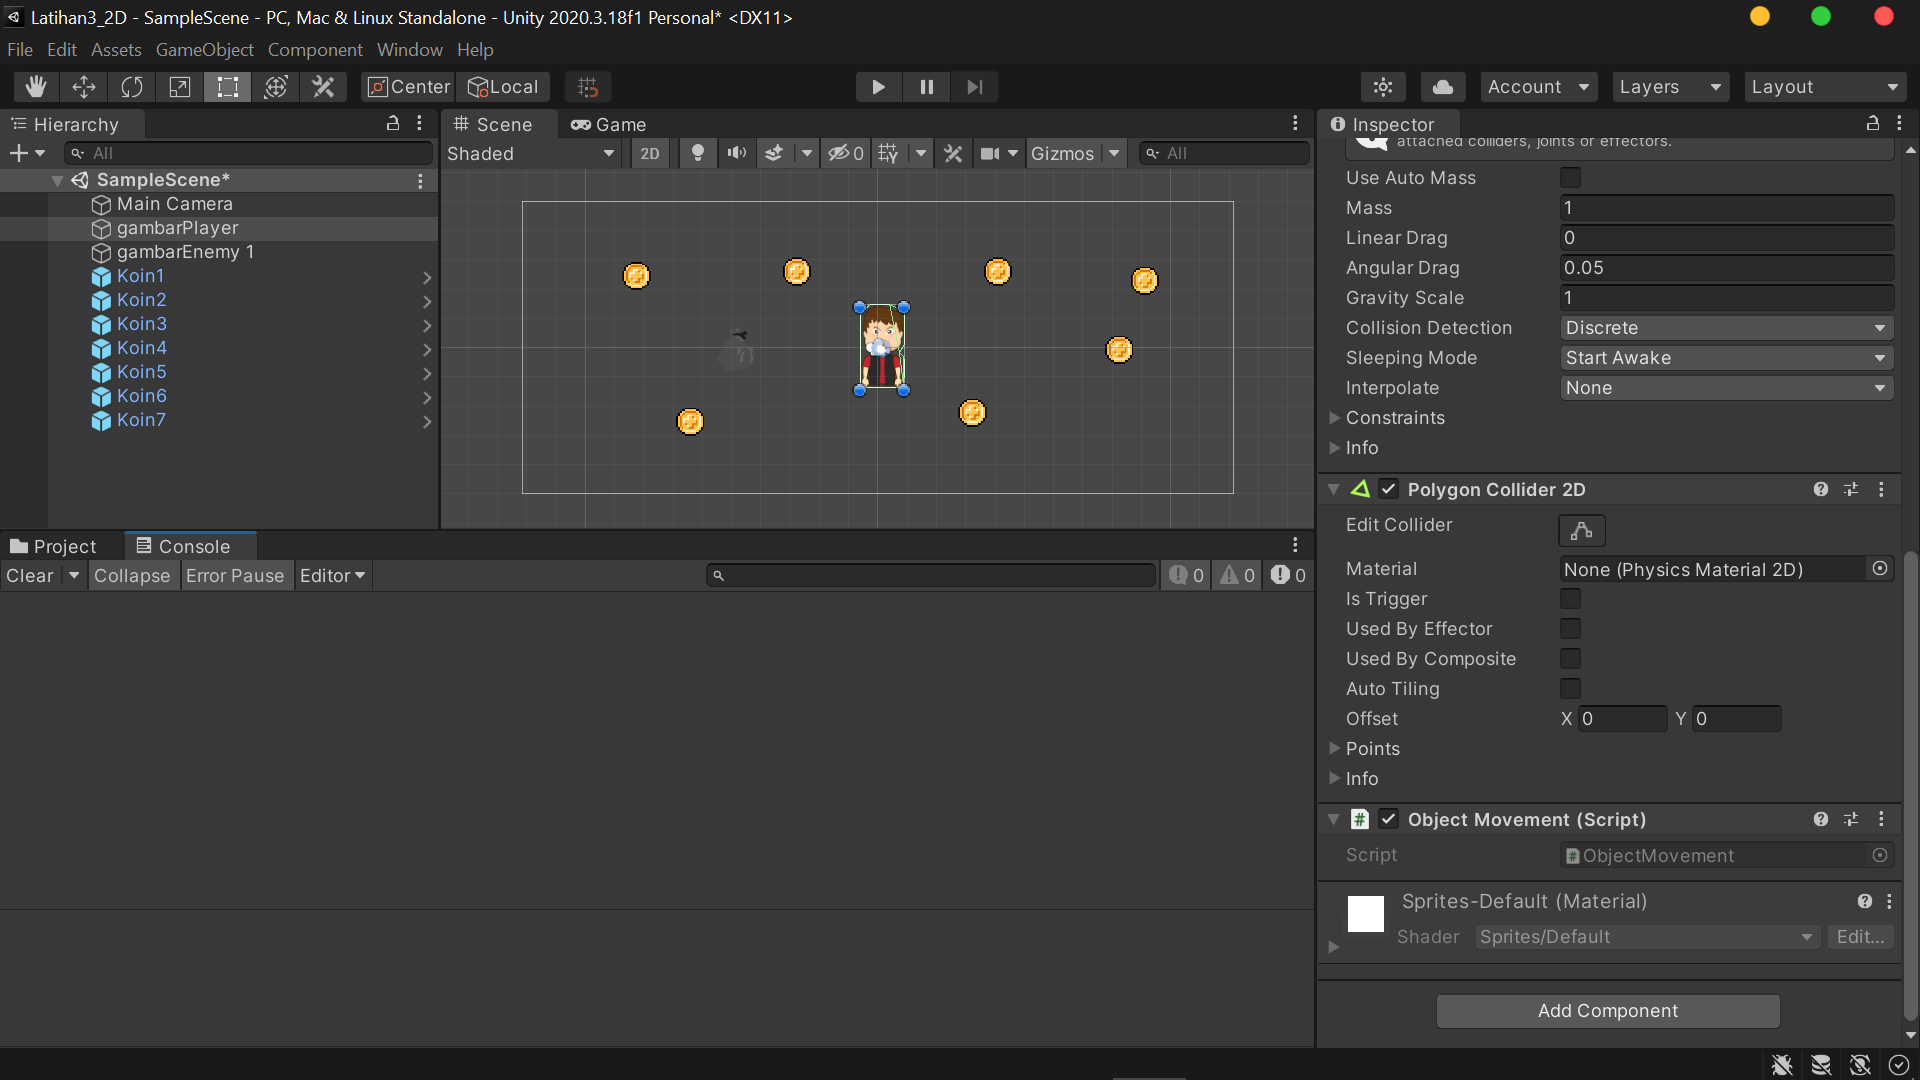 Latihan3_2D - SampleScene - PC, Mac & Linux Standalone - Unity 2020.3.18f1 Personal* <DX11>
File Edit Assets GameObject Component Window Help
Center Local Account Layers Layout
Hierarchy
All
SampleScene*
Main Camera
gambarPlayer
gambarEnemy 1
Koin1
Koin2
Koin3
Koin4
Koin5
Koin6
Koin7
Scene Game
Shaded 2D 0 Gizmos All
Project Console
Clear Collapse Error Pause Editor 0 0 0
Inspector
attached colliders, joints or effectors.
Use Auto Mass
Mass 1
Linear Drag 0
Angular Drag 0.05
Gravity Scale 1
Collision Detection Discrete
Sleeping Mode Start Awake
Interpolate None
Constraints
Info
Polygon Collider 2D
Edit Collider
Material None (Physics Material 2D)
Is Trigger
Used By Effector
Used By Composite
Auto Tiling
Offset X 0 Y 0
Points
Info
# Object Movement (Script)
Script # ObjectMovement
Sprites-Default (Material)
Shader Sprites/Default Edit...
Add Component